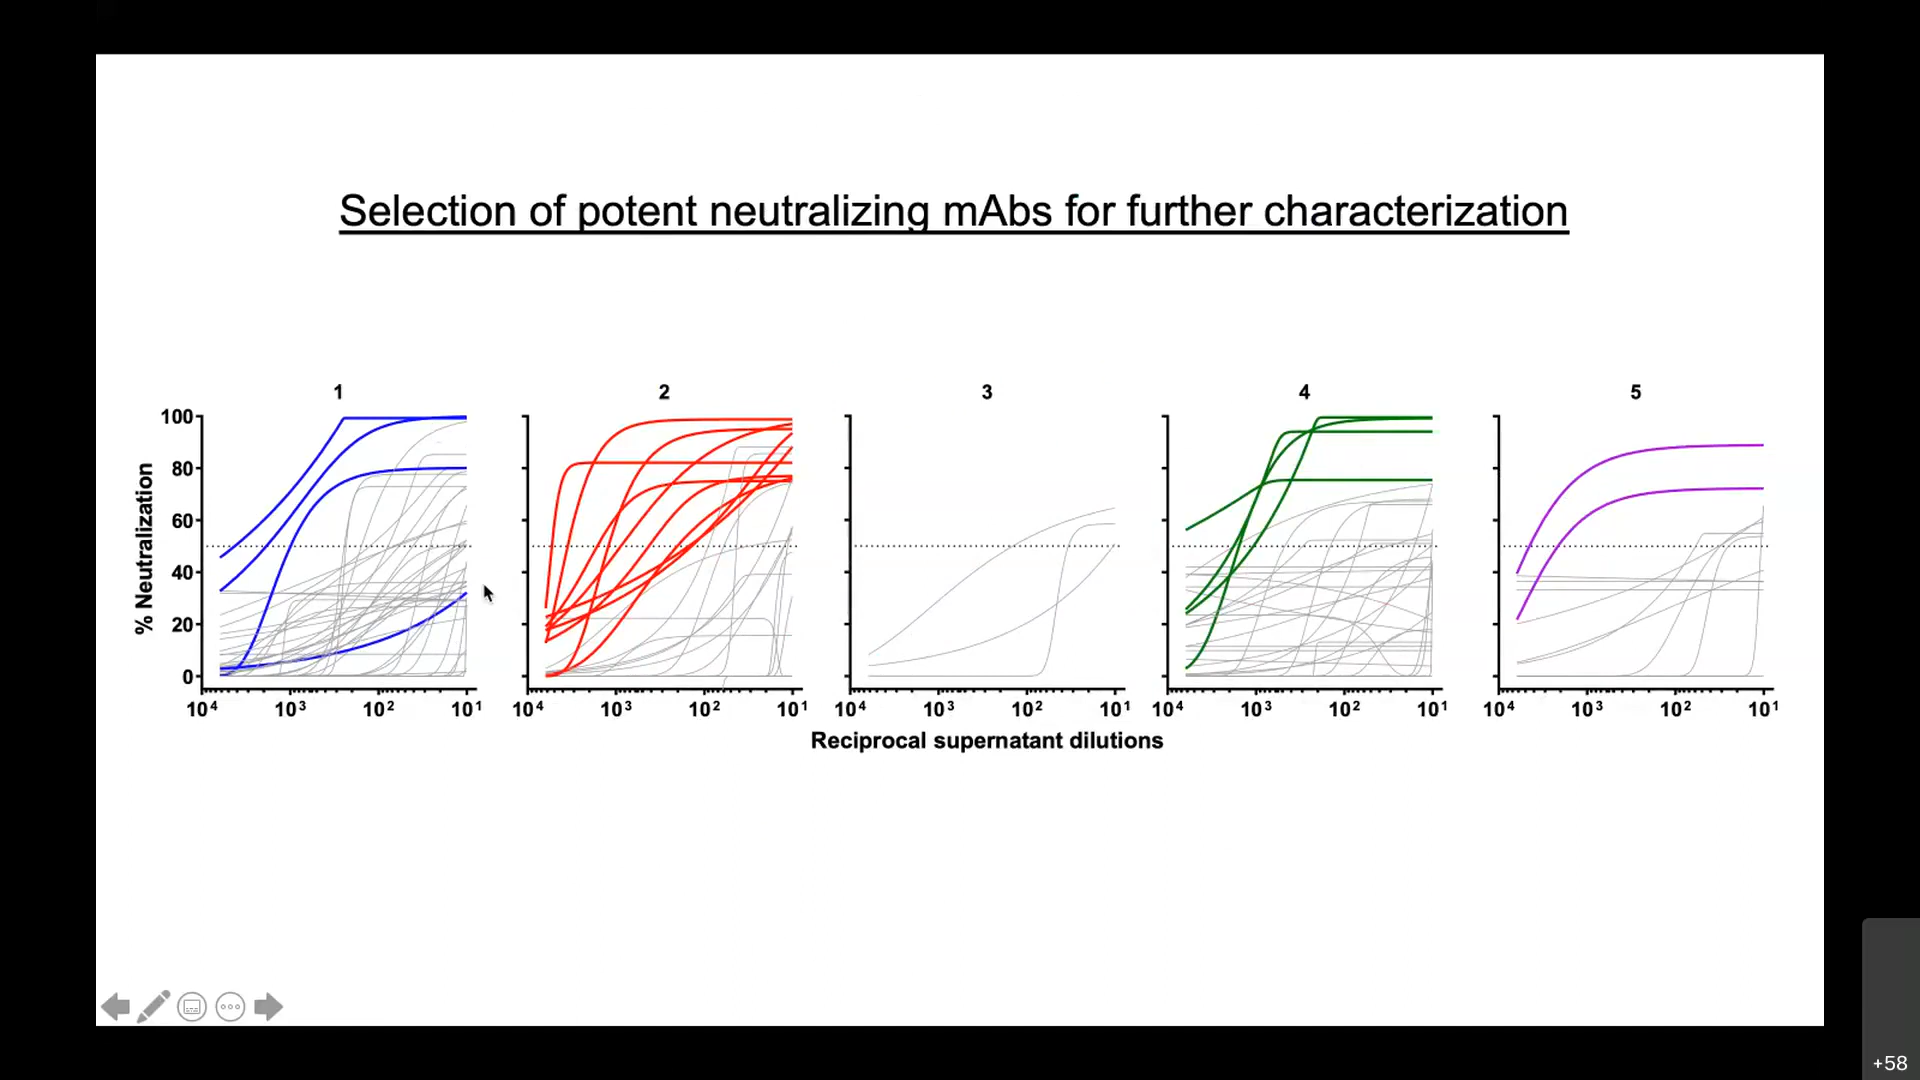 Selection of potent neutralizing mAbs for further characterization
1 2 3 4 5
% Neutralization
100
80
60
40
20
0
10⁴ 10³ 10² 10¹ 10⁴ 10³ 10² 10¹ 10⁴ 10³ 10² 10¹ 10⁴ 10³ 10² 10¹ 10⁴ 10³ 10² 10¹
Reciprocal supernatant dilutions
+58